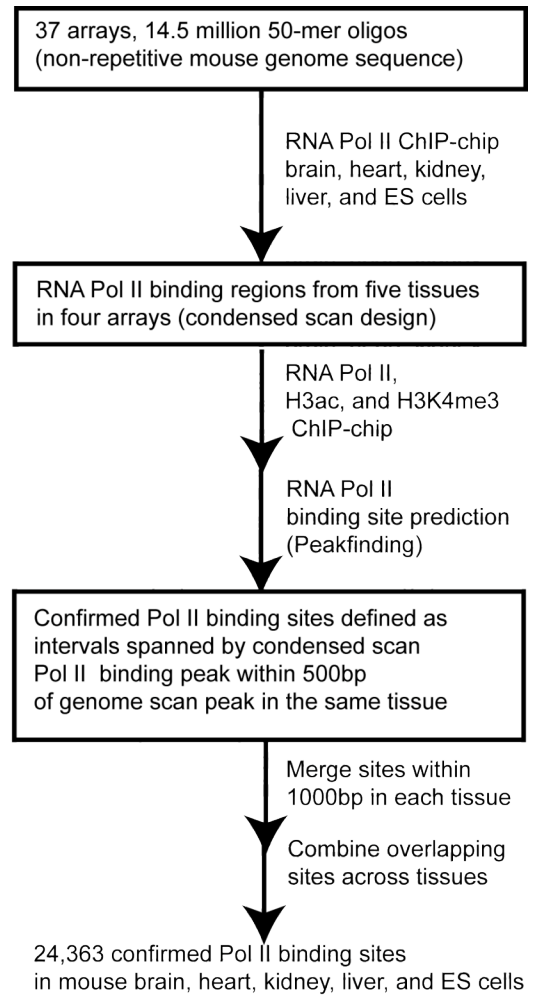 37 arrays, 14.5 million 50-mer oligos
(non-repetitive mouse genome sequence)
RNA Pol II ChIP-chip
brain, heart, kidney,
liver, and ES cells
RNA Pol II binding regions from five tissues
in four arrays (condensed scan design)
RNA Pol II,
H3ac, and H3K4me3
ChIP-chip
RNA Pol II
binding site prediction
(Peakfinding)
Confirmed Pol II binding sites defined as
intervals spanned by condensed scan
Pol II binding peak within 500bp
of genome scan peak in the same tissue
Merge sites within
1000bp in each tissue
Combine overlapping
sites across tissues
24,363 confirmed Pol II binding sites
in mouse brain, heart, kidney, liver, and ES cells